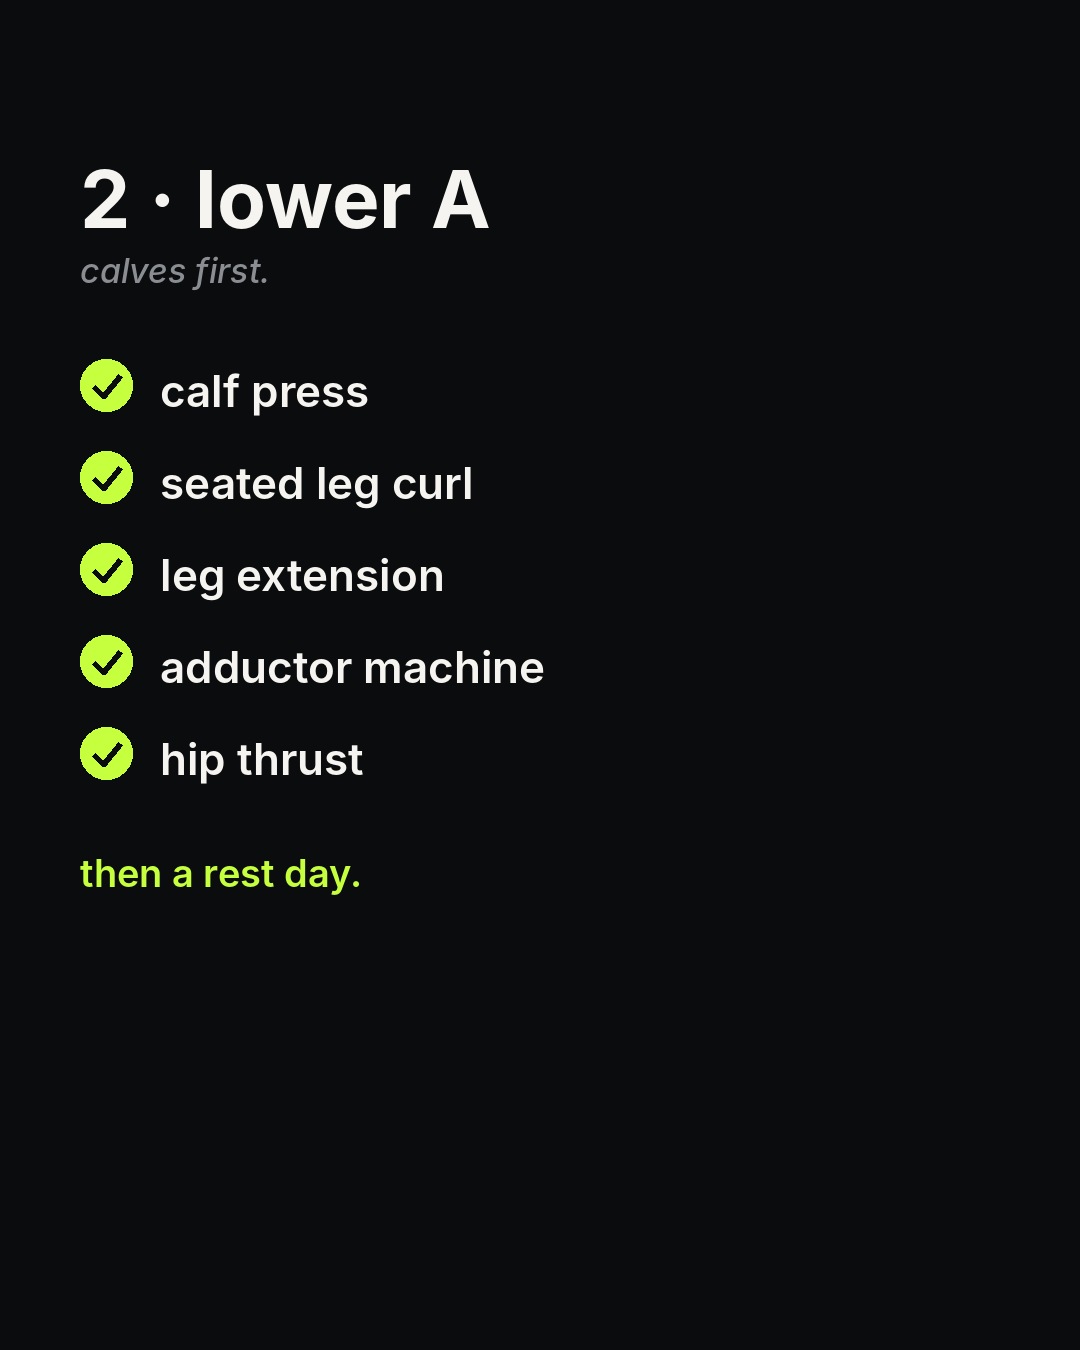 2 · lower A
calves first.
calf press
seated leg curl
leg extension
adductor machine
hip thrust
then a rest day.